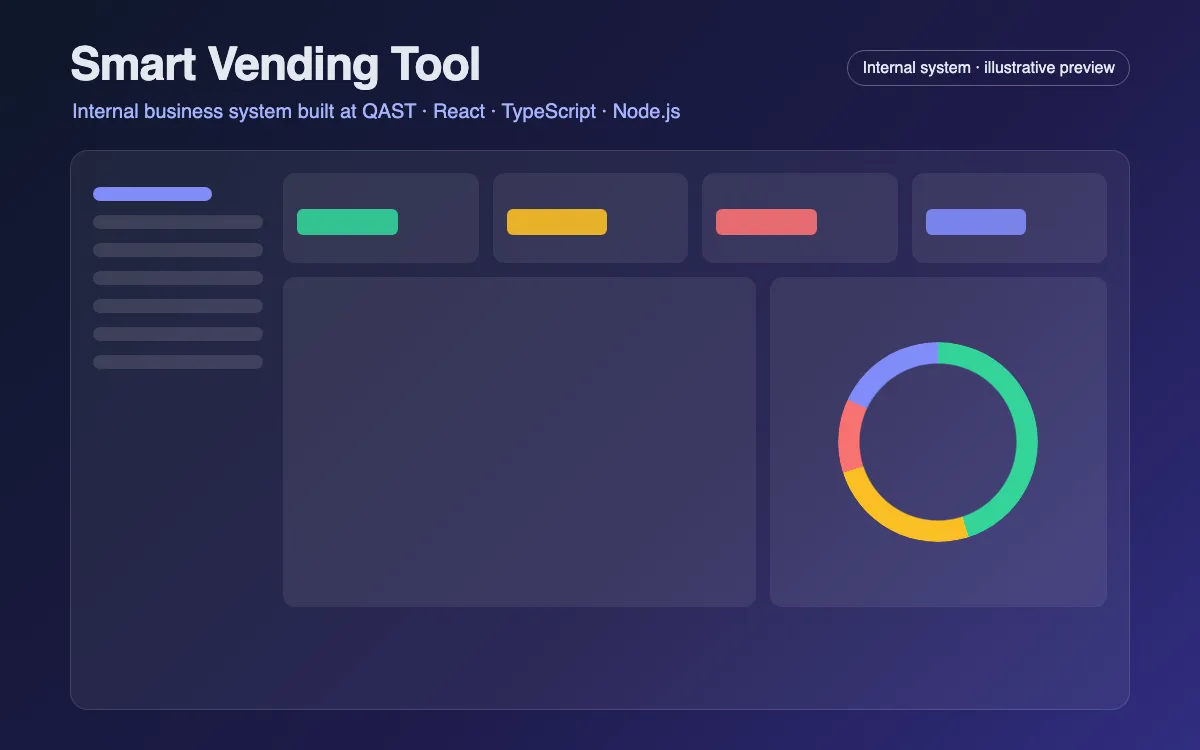 Smart Vending Tool
Internal system · illustrative preview
Internal business system built at QAST · React · TypeScript · Node.js